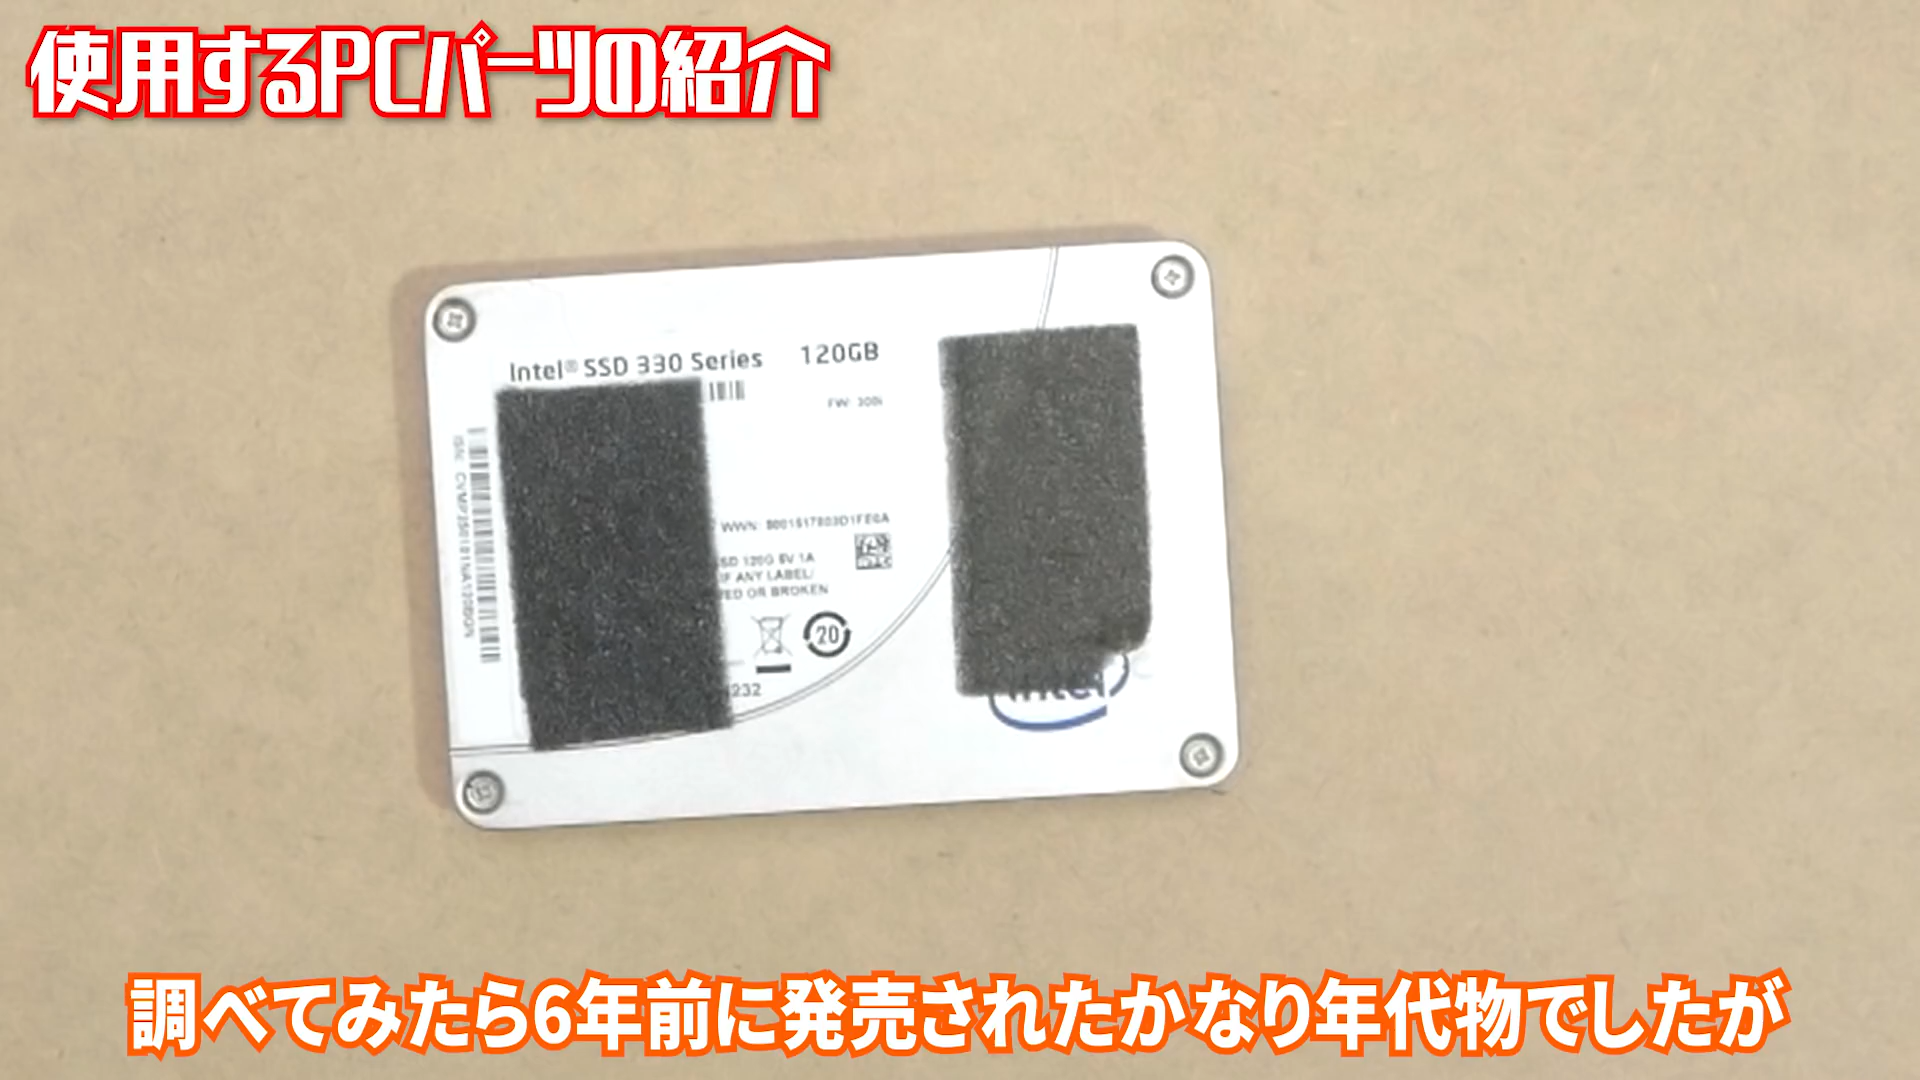 使用するPCパーツの紹介
Intel® SSD 330 Series 120GB
FW: 300i
WWN: 5001517803D1FE0A
SD 120G 5V 1A
IF ANY LABEL/
ED OR BROKEN
20
232
intel
調べてみたら6年前に発売されたかなり年代物でしたが